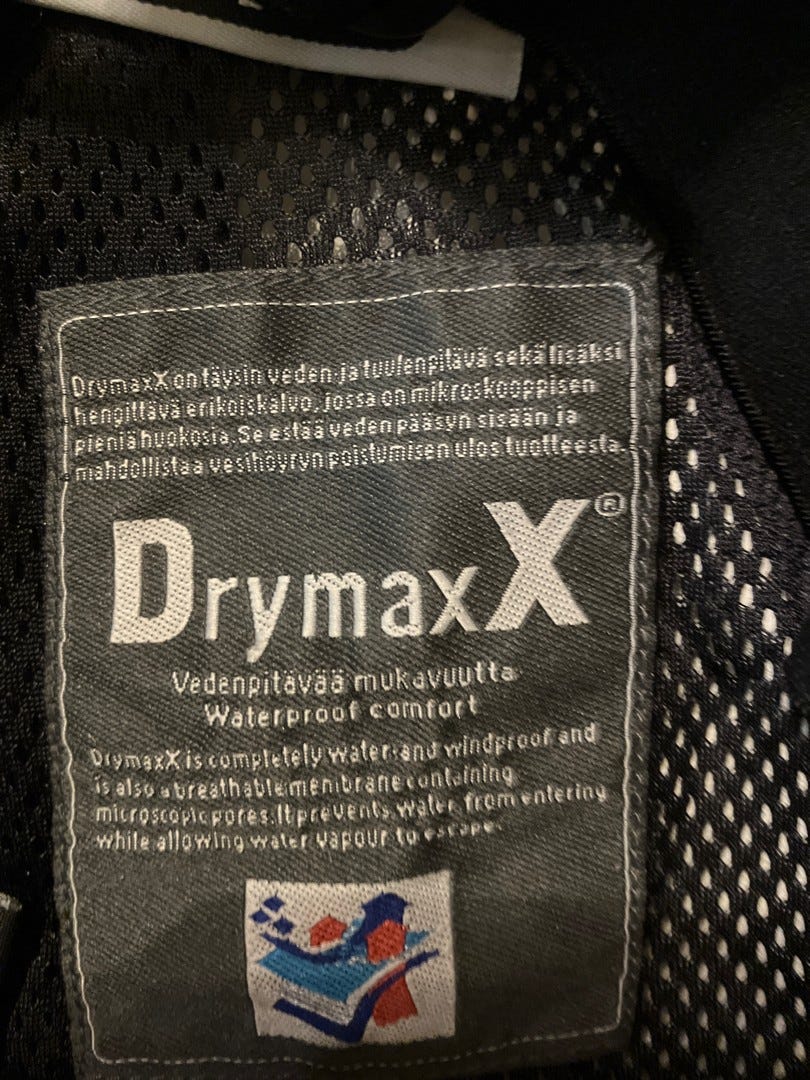 DrymaxX on täysin veden- ja tuulenpitävä sekä lisäksi
hengittävä erikoiskalvo, jossa on mikroskooppisen
pieniä huokosia. Se estää veden pääsyn sisään ja
mahdollistaa vesihöyryn poistumisen ulos tuotteesta.
DrymaxX®
Vedenpitävää mukavuutta
Waterproof comfort
DrymaxX is completely water- and windproof and
is also a breathable membrane containing
microscopic pores. It prevents water from entering
while allowing water vapour to escape.